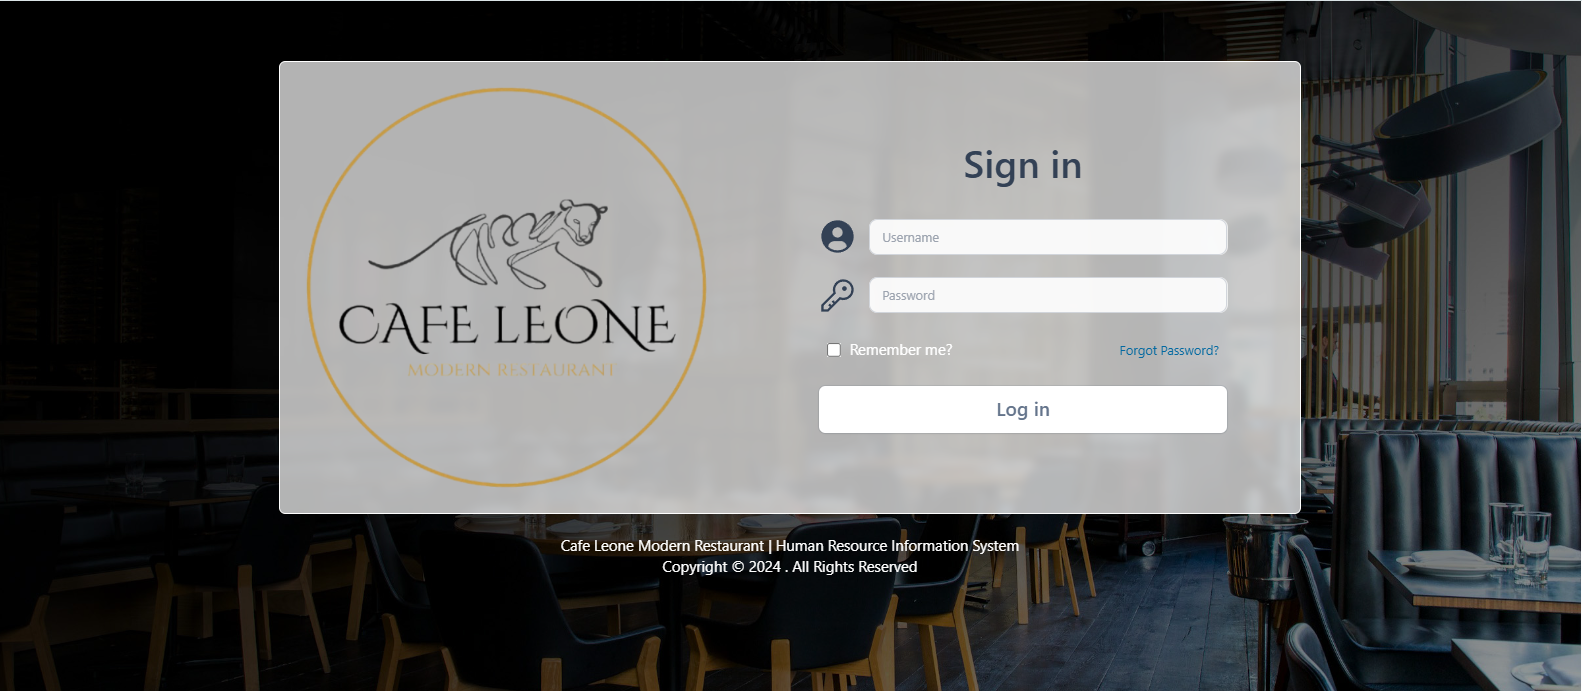 CAFE LEONE
MODERN RESTAURANT
Sign in
Username
Password
Remember me?
Forgot Password?
Log in
Cafe Leone Modern Restaurant | Human Resource Information System
Copyright © 2024 . All Rights Reserved